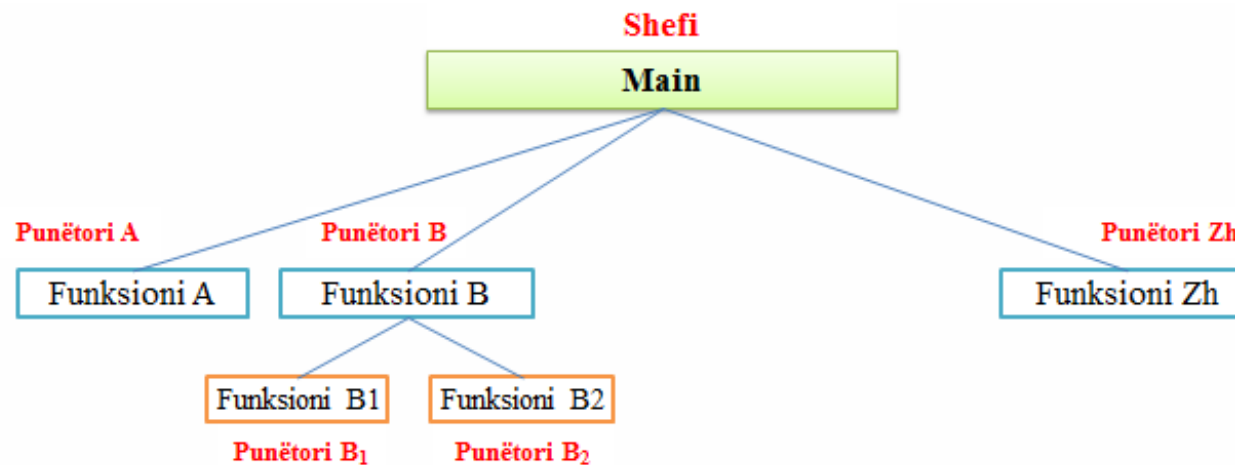 Shefi
Main
Punëtori A
Punëtori B
Punëtori Zh
Funksioni A
Funksioni B
Funksioni Zh
Funksioni B1
Funksioni B2
Punëtori B₁
Punëtori B₂